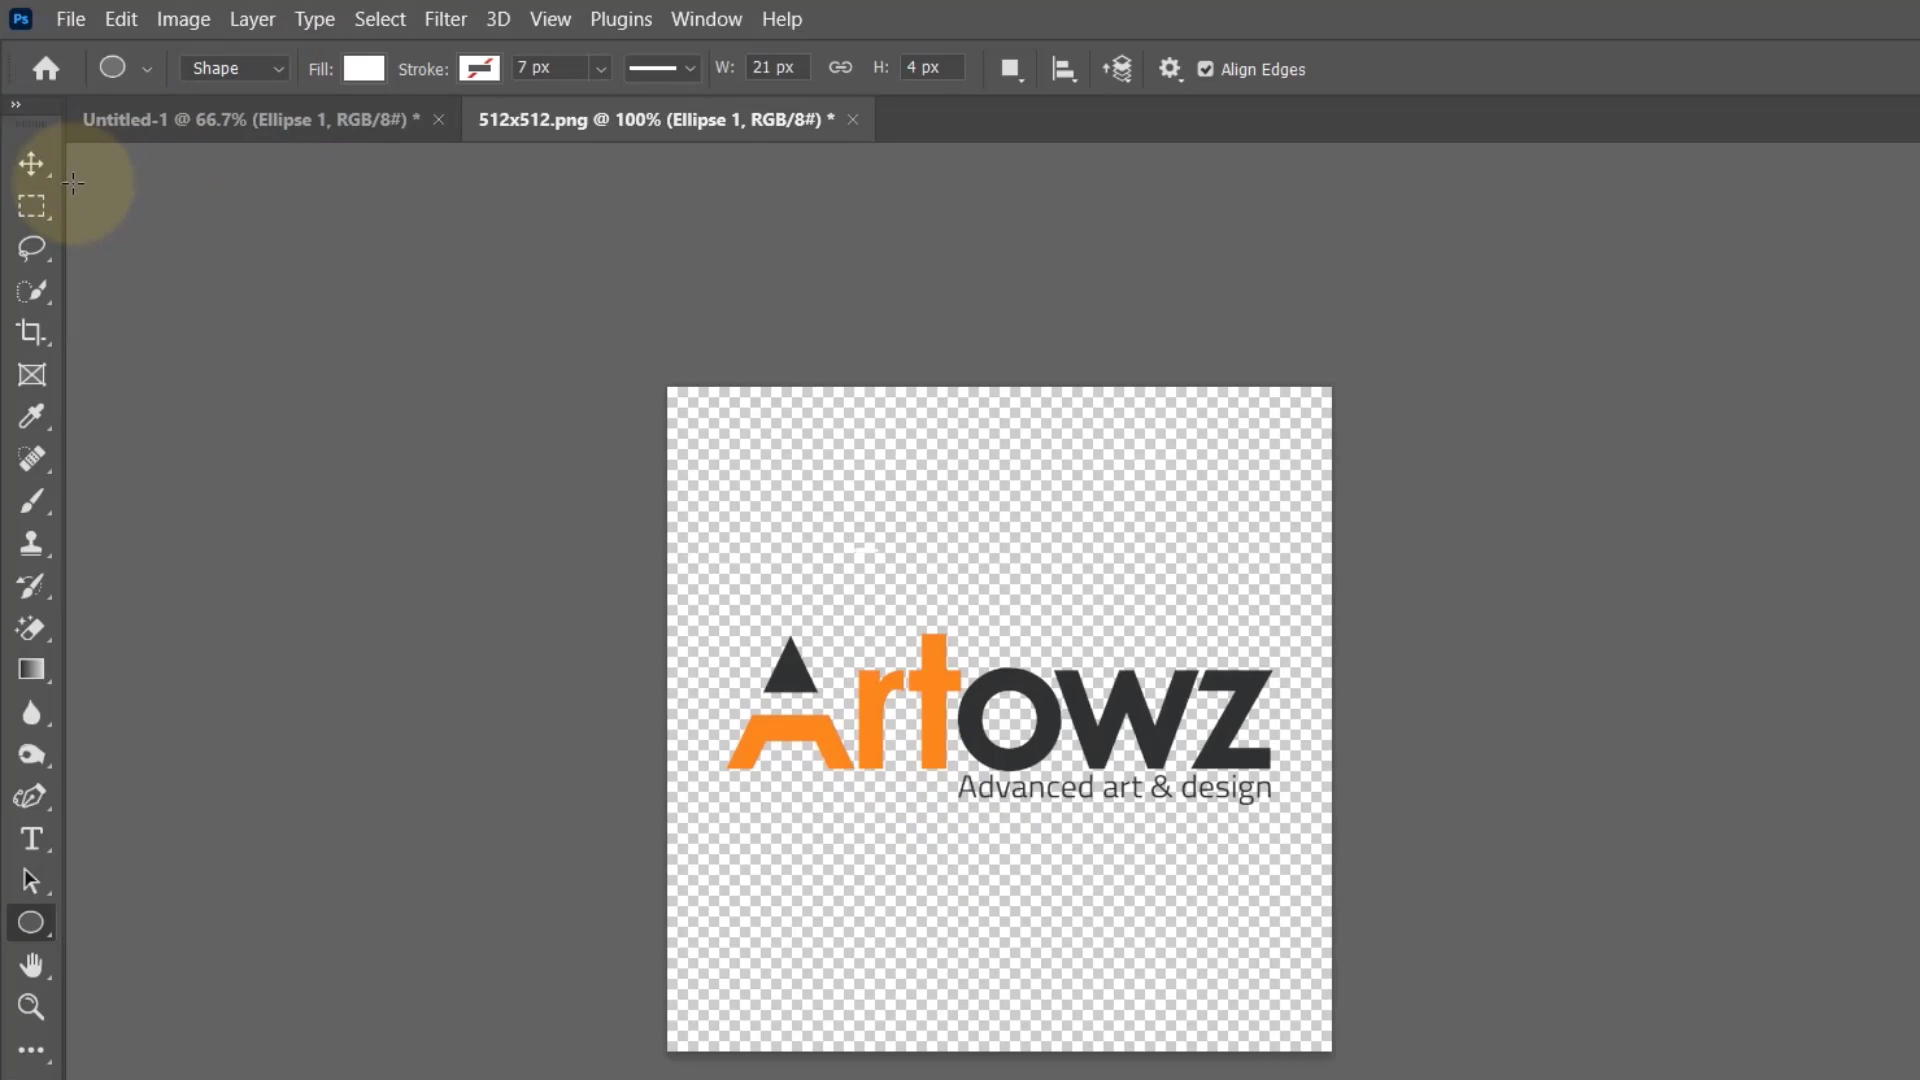 Ps File Edit Image Layer Type Select Filter 3D View Plugins Window Help
Shape Fill: Stroke: 7 px W: 21 px H: 4 px Align Edges
Untitled-1 @ 66.7% (Ellipse 1, RGB/8#) * 512x512.png @ 100% (Ellipse 1, RGB/8#) *
Artowz
Advanced art & design